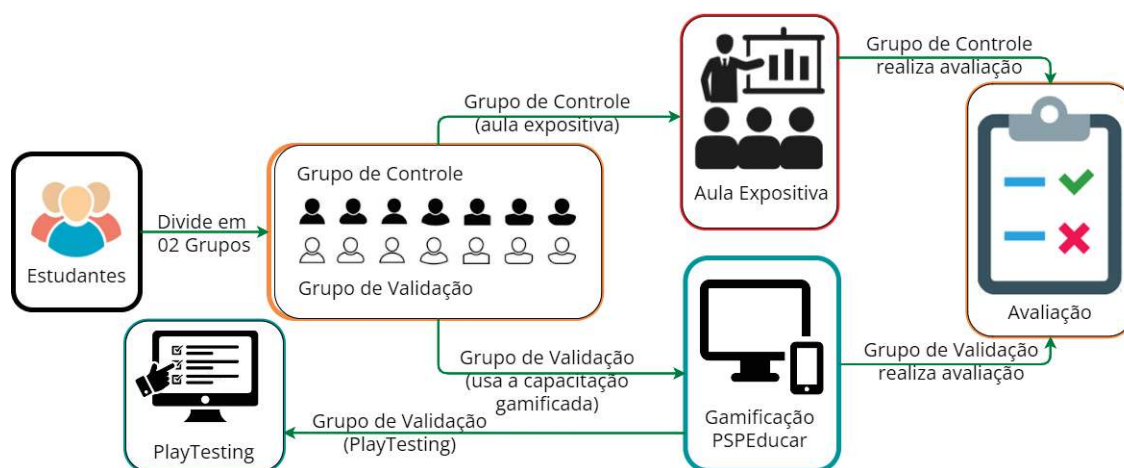 Grupo de Controle
realiza avaliação
Grupo de Controle
(aula expositiva)
Aula Expositiva
Estudantes
Divide em
02 Grupos
Grupo de Controle
Grupo de Validação
Avaliação
Grupo de Validação
(usa a capacitação
gamificada)
Grupo de Validação
realiza avaliação
Gamificação
PSPEducar
Grupo de Validação
(PlayTesting)
PlayTesting